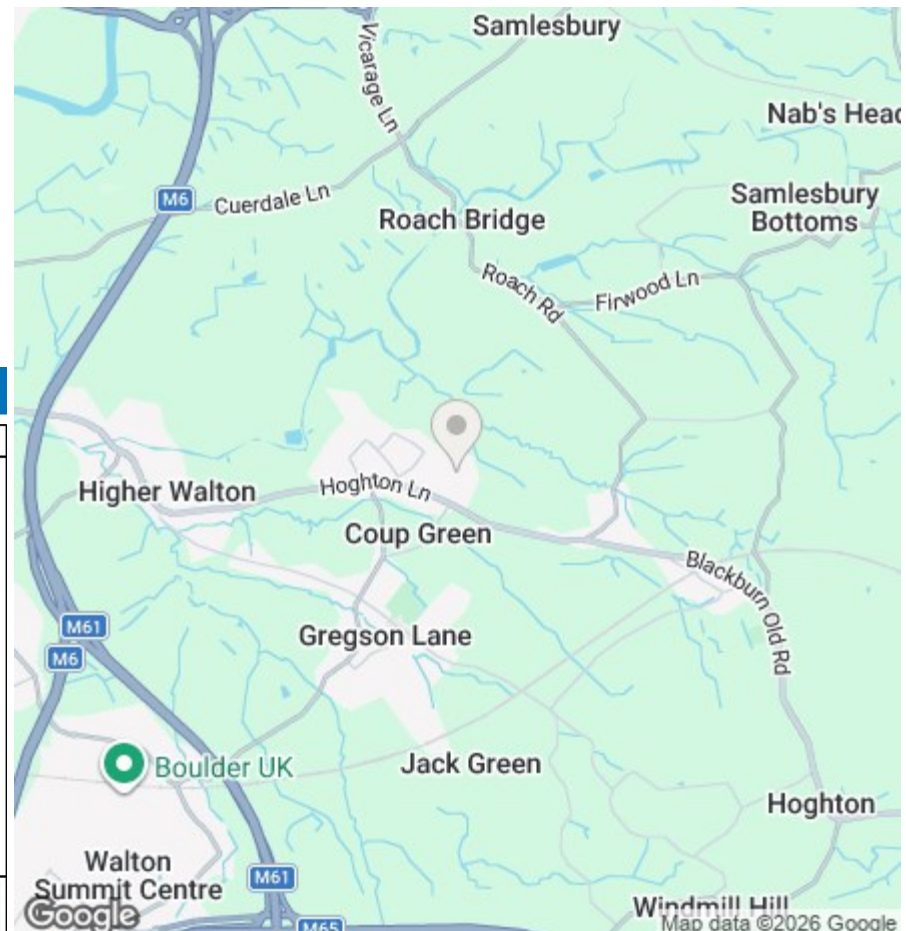 Samlesbury
Vicarage Ln
Nab's Head
M6
Cuerdale Ln
Samlesbury
Bottoms
Roach Bridge
Roach Rd
Firwood Ln
Higher Walton
Hoghton Ln
Coup Green
Blackburn Old Rd
M61
Gregson Lane
M6
Boulder UK
Jack Green
Hoghton
Walton
Summit Centre
M61
Windmill Hill
Google
M65
Map data ©2026 Google